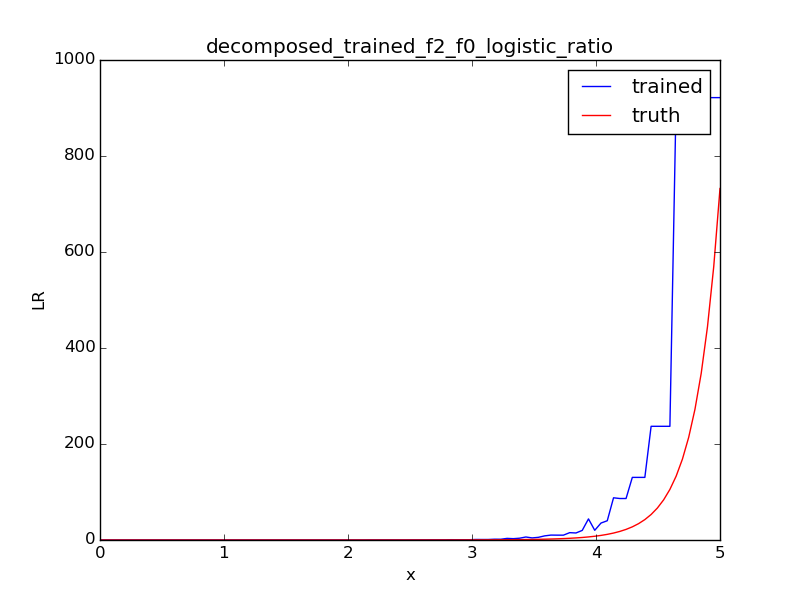 decomposed_trained_f2_f0_logistic_ratio
1000
800
600
400
200
0
LR
trained
truth
0 1 2 3 4 5
x